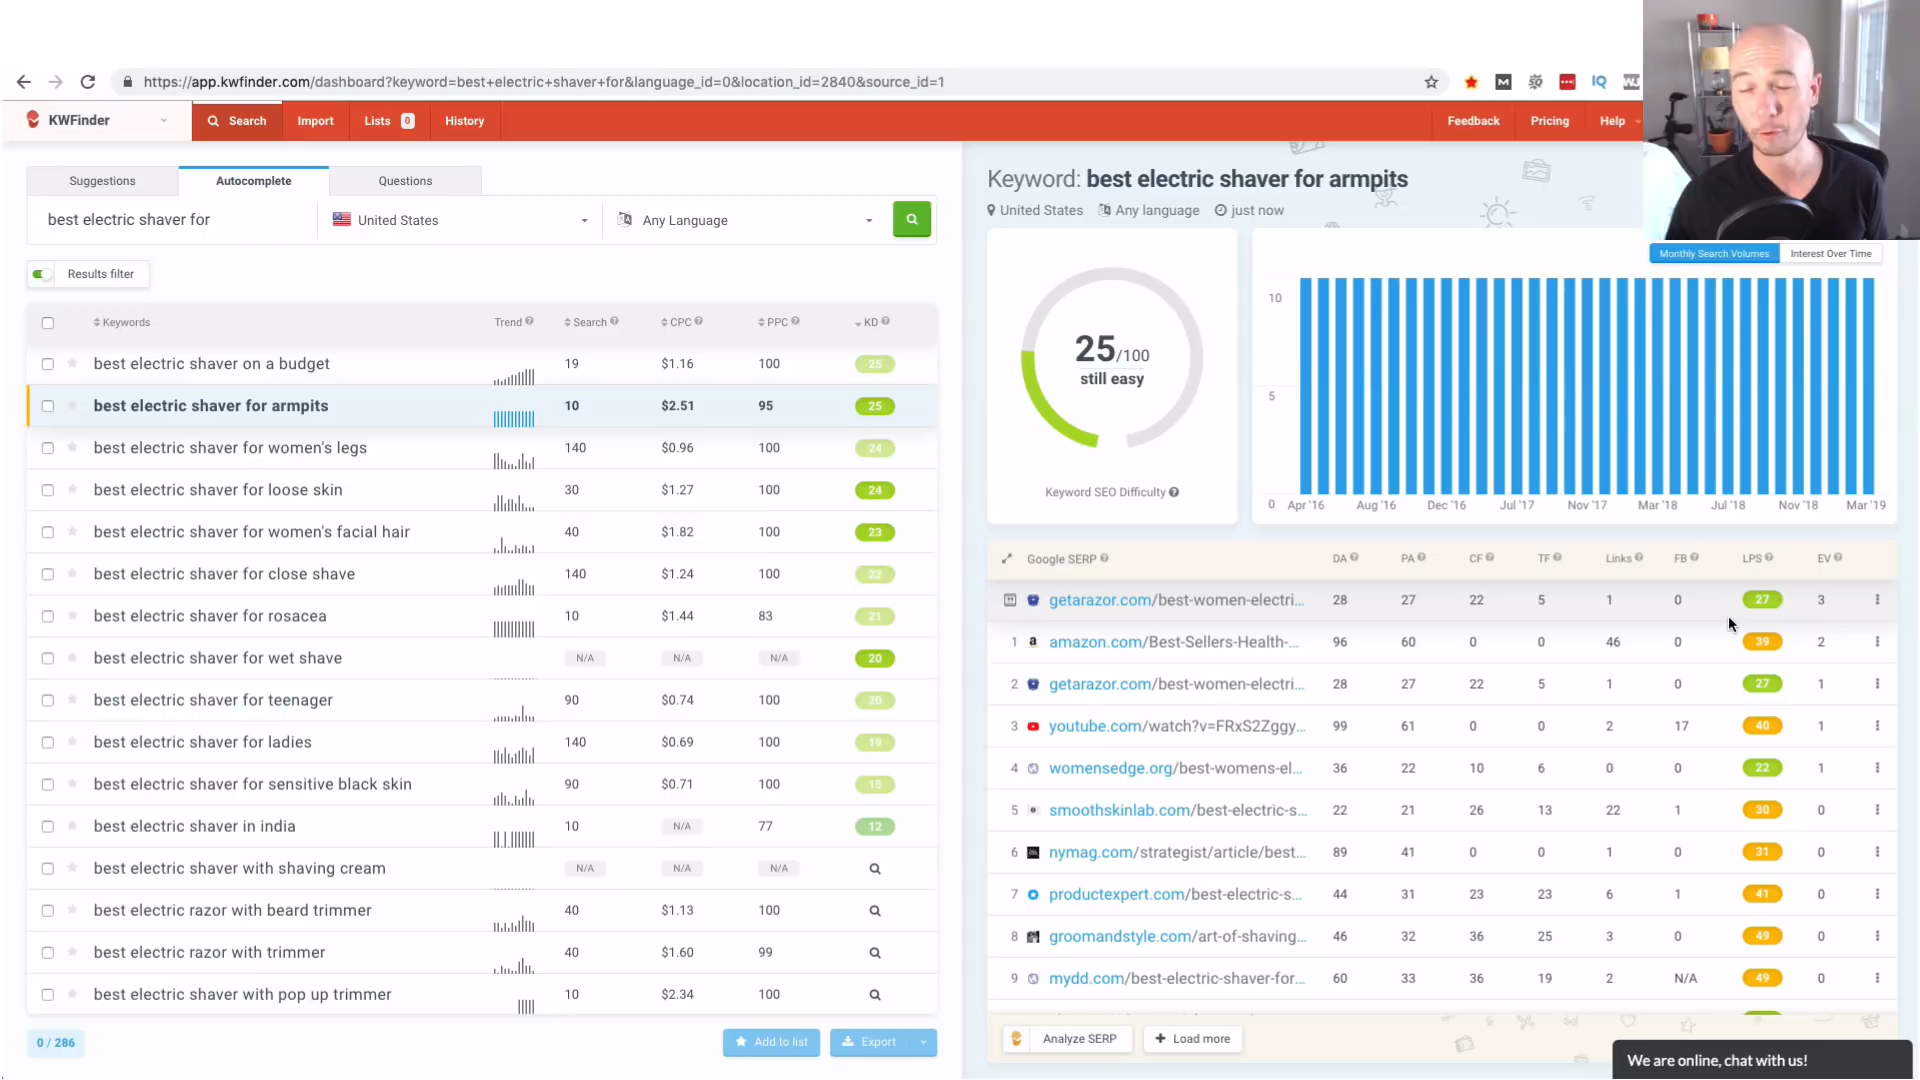 https://app.kwfinder.com/dashboard?keyword=best+electric+shaver+for&language_id=0&location_id=2840&source_id=1
KWFinder
Search
Import
Lists 0
History
Feedback
Pricing
Help
Suggestions
Autocomplete
Questions
best electric shaver for
United States
Any Language
Results filter
Keywords Trend Search CPC PPC KD
best electric shaver on a budget 19 $1.16 100 25
best electric shaver for armpits 10 $2.51 95 25
best electric shaver for women's legs 140 $0.96 100 24
best electric shaver for loose skin 30 $1.27 100 24
best electric shaver for women's facial hair 40 $1.82 100 23
best electric shaver for close shave 140 $1.24 100
best electric shaver for rosacea 10 $1.44 83 21
best electric shaver for wet shave N/A N/A N/A 20
best electric shaver for teenager 90 $0.74 100
best electric shaver for ladies 140 $0.69 100 19
best electric shaver for sensitive black skin 90 $0.71 100 15
best electric shaver in india 10 N/A 77 12
best electric shaver with shaving cream N/A N/A N/A
best electric razor with beard trimmer 40 $1.13 100
best electric razor with trimmer 40 $1.60 99
best electric shaver with pop up trimmer 10 $2.34 100
0 / 286
Add to list
Export
Keyword: best electric shaver for armpits
United States Any language just now
25/100
still easy
Keyword SEO Difficulty
Monthly Search Volumes
Interest Over Time
10
5
0
Apr '16 Aug '16 Dec '16 Jul '17 Nov '17 Mar '18 Jul '18 Nov '18 Mar '19
Google SERP DA PA CF TF Links FB LPS EV
getarazor.com/best-women-electri... 28 27 22 5 1 0 27 3
1 amazon.com/Best-Sellers-Health-... 96 60 0 0 46 0 39 2
2 getarazor.com/best-women-electri... 28 27 22 5 1 0 27 1
3 youtube.com/watch?v=FRxS2Zggy... 99 61 0 0 2 17 40 1
4 womensedge.org/best-womens-el... 36 22 10 6 0 0 22 1
5 smoothskinlab.com/best-electric-s... 22 21 26 13 22 1 30 0
6 nymag.com/strategist/article/best... 89 41 0 0 1 0 31 0
7 productexpert.com/best-electric-s... 44 31 23 23 6 1 41 0
8 groomandstyle.com/art-of-shaving... 46 32 36 25 3 0 49 0
9 mydd.com/best-electric-shaver-for... 60 33 36 19 2 N/A 49 0
Analyze SERP
Load more
We are online, chat with us!